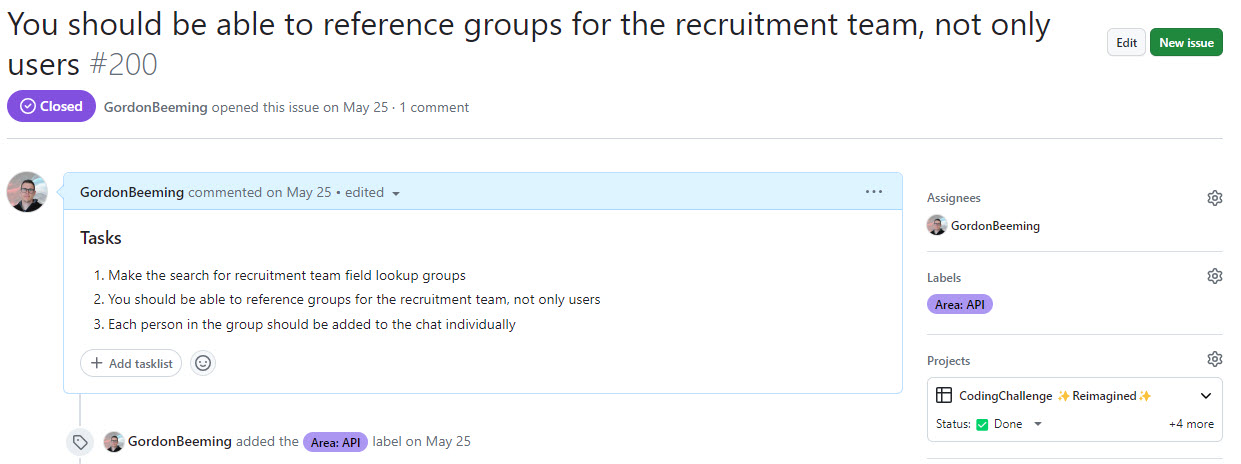 You should be able to reference groups for the recruitment team, not only
users #200
Edit
New issue
Closed
GordonBeeming opened this issue on May 25 · 1 comment
GordonBeeming commented on May 25 • edited
Tasks
1. Make the search for recruitment team field lookup groups
2. You should be able to reference groups for the recruitment team, not only users
3. Each person in the group should be added to the chat individually
Add tasklist
GordonBeeming added the Area: API label on May 25
Assignees
GordonBeeming
Labels
Area: API
Projects
CodingChallenge ✨Reimagined✨
Status: ✅ Done
+4 more